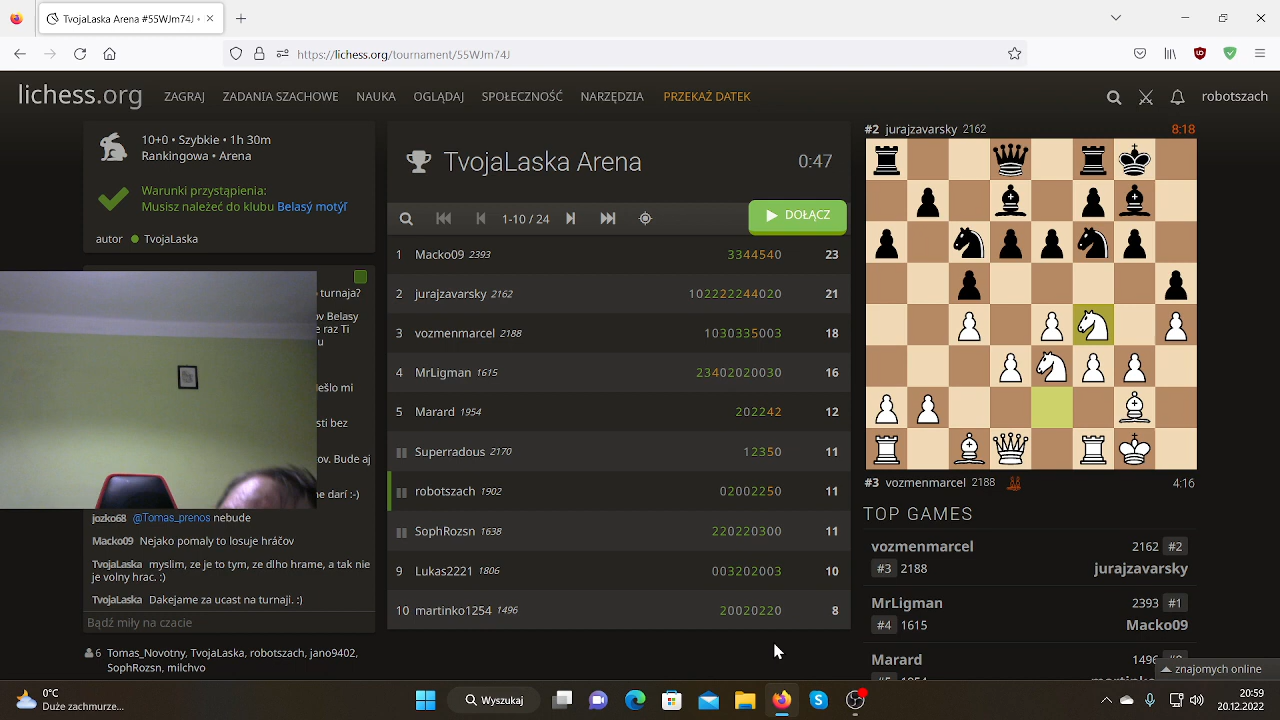 TvojaLaska Arena #55WJm74J •
https://lichess.org/tournament/55WJm74J
lichess.org
ZAGRAJ
ZADANIA SZACHOWE
NAUKA
OGLĄDAJ
SPOŁECZNOŚĆ
NARZĘDZIA
PRZEKAŻ DATEK
robotszach
10+0 • Szybkie • 1h 30m
Rankingowa • Arena
Warunki przystąpienia:
Musisz należeć do klubu Belasý motýľ
autor TvojaLaska
turnaja?
ov Belasy
raz Ti
ešlo mi
bez
ov. Bude aj
me darí :-)
jozko68 @Tomas_prenos nebude
Macko09 Nejako pomaly to losuje hráčov
TvojaLaska myslim, ze je to tym, ze dlho hrame, a tak nie
je volny hrac. :)
TvojaLaska Dakejame za ucast na turnaji. :)
Bądź miły na czacie
6 Tomas_Novotny, TvojaLaska, robotszach, jano9402,
SophRozsn, milchvo
TvojaLaska Arena
0:47
1-10 / 24
DOŁĄCZ
1 Macko09 2393 3344540 23
2 jurajzavarsky 2162 102222244020 21
3 vozmenmarcel 2188 1030335003 18
4 MrLigman 1615 23402020030 16
5 Marard 1954 202242 12
Supravodus 2170 12350 11
robotszach 1902 02002250 11
SophRozsn 1638 220220300 11
9 Lukas2221 1806 003202003 10
10 martinko1254 1496 20020220 8
#2 jurajzavarsky 2162
8:18
#3 vozmenmarcel 2188
4:16
TOP GAMES
vozmenmarcel 2162 #2
#3 2188 jurajzavarsky
MrLigman 2393 #1
#4 1615 Macko09
Marard 1496
znajomych online
0°C
Duże zachmurze...
Wyszukaj
20:59
20.12.2022